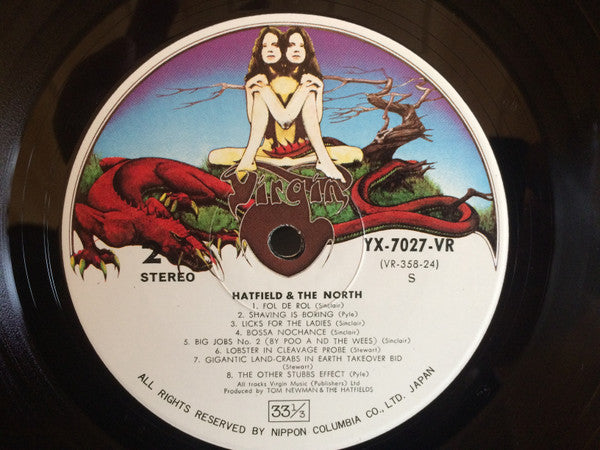 Virgin
2
STEREO
YX-7027-VR
(VR-358-24)
S
HATFIELD & THE NORTH
1. FOL DE ROL (Sinclair)
2. SHAVING IS BORING (Pyle)
3. LICKS FOR THE LADIES (Sinclair)
4. BOSSA NOCHANCE (Sinclair)
5. BIG JOBS No. 2 (BY POO A ND THE WEES) (Sinclair)
6. LOBSTER IN CLEAVAGE PROBE (Stewart)
7. GIGANTIC LAND-CRABS IN EARTH TAKEOVER BID
(Stewart)
8. THE OTHER STUBBS EFFECT (Pyle)
All tracks Virgin Music (Publishers) Ltd
Produced by TOM NEWMAN & THE HATFIELDS
33 1/3
ALL RIGHTS RESERVED BY NIPPON COLUMBIA CO., LTD. JAPAN